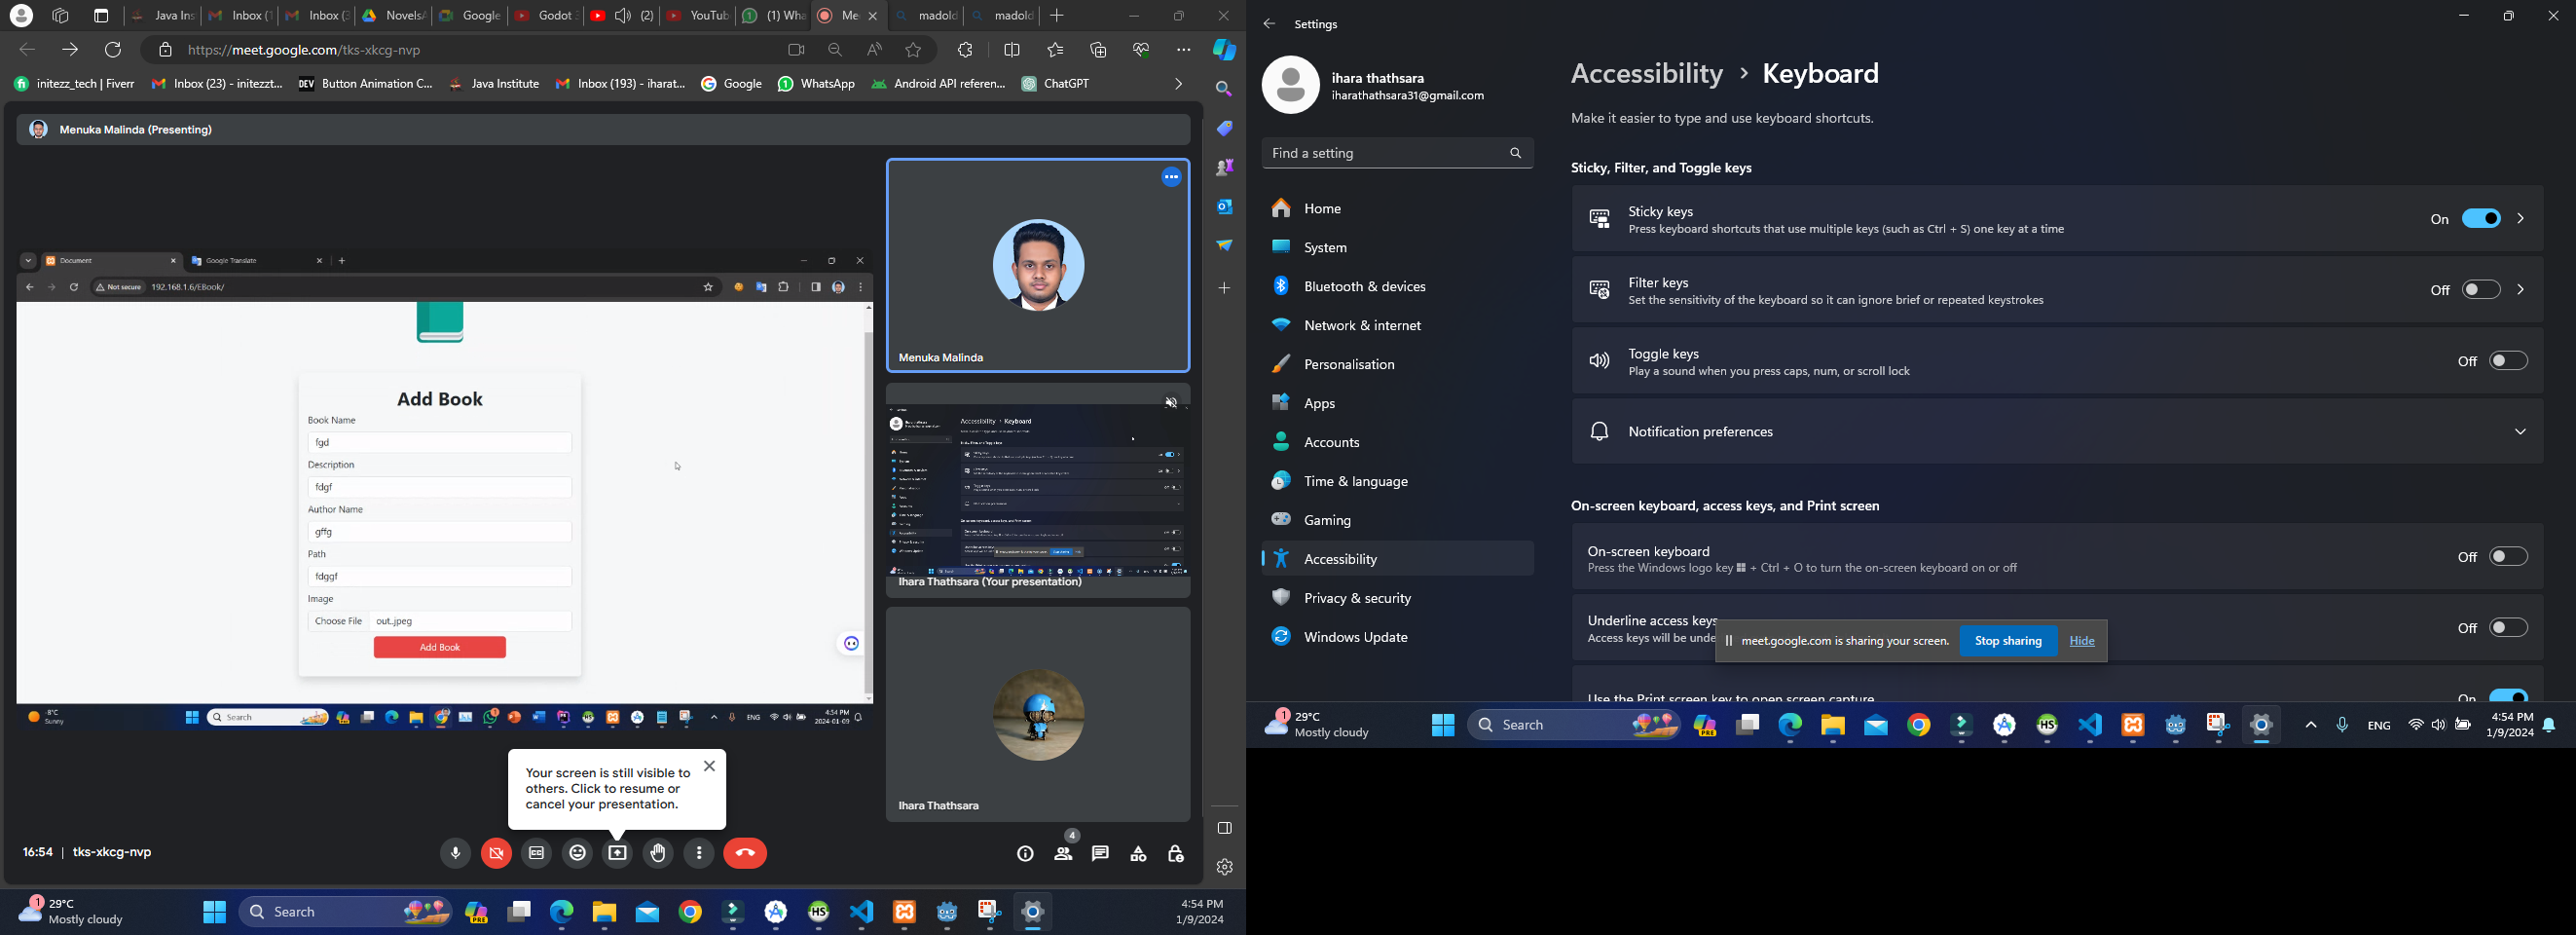 Java Ins
Inbox (1
Inbox (3
NovelsA
Google
Godot
(2)
YouTub
(1) Wha
Me
madold
madold
https://meet.google.com/tks-xkcg-nvp
initezz_tech | Fiverr
Inbox (23) - initezzt...
DEV
Button Animation C...
Java Institute
Inbox (193) - iharat...
Google
WhatsApp
Android API referen...
ChatGPT
Menuka Malinda (Presenting)
Document
Google Translate
Not secure
192.168.1.6/EBook/
Add Book
Book Name
fgd
Description
fdgf
Author Name
gffg
Path
fdggf
Image
Choose File
out..jpeg
Add Book
-8°C
Sunny
Search
ENG
4:54 PM
2024-01-09
Menuka Malinda
Accessibility › Keyboard
Ihara Thathsara (Your presentation)
Ihara Thathsara
Your screen is still visible to
others. Click to resume or
cancel your presentation.
16:54 | tks-xkcg-nvp
4
1
29°C
Mostly cloudy
Search
PRE
HS
4:54 PM
1/9/2024
Settings
ihara thathsara
iharathathsara31@gmail.com
Find a setting
Home
System
Bluetooth & devices
Network & internet
Personalisation
Apps
Accounts
Time & language
Gaming
Accessibility
Privacy & security
Windows Update
Accessibility › Keyboard
Make it easier to type and use keyboard shortcuts.
Sticky, Filter, and Toggle keys
Sticky keys
Press keyboard shortcuts that use multiple keys (such as Ctrl + S) one key at a time
On
Filter keys
Set the sensitivity of the keyboard so it can ignore brief or repeated keystrokes
Off
Toggle keys
Play a sound when you press caps, num, or scroll lock
Off
Notification preferences
On-screen keyboard, access keys, and Print screen
On-screen keyboard
Press the Windows logo key + Ctrl + O to turn the on-screen keyboard on or off
Off
Underline access keys
Access keys will be unde
Off
meet.google.com is sharing your screen.
Stop sharing
Hide
Use the Print screen key to open screen capture
On
1
29°C
Mostly cloudy
Search
PRE
HS
ENG
4:54 PM
1/9/2024